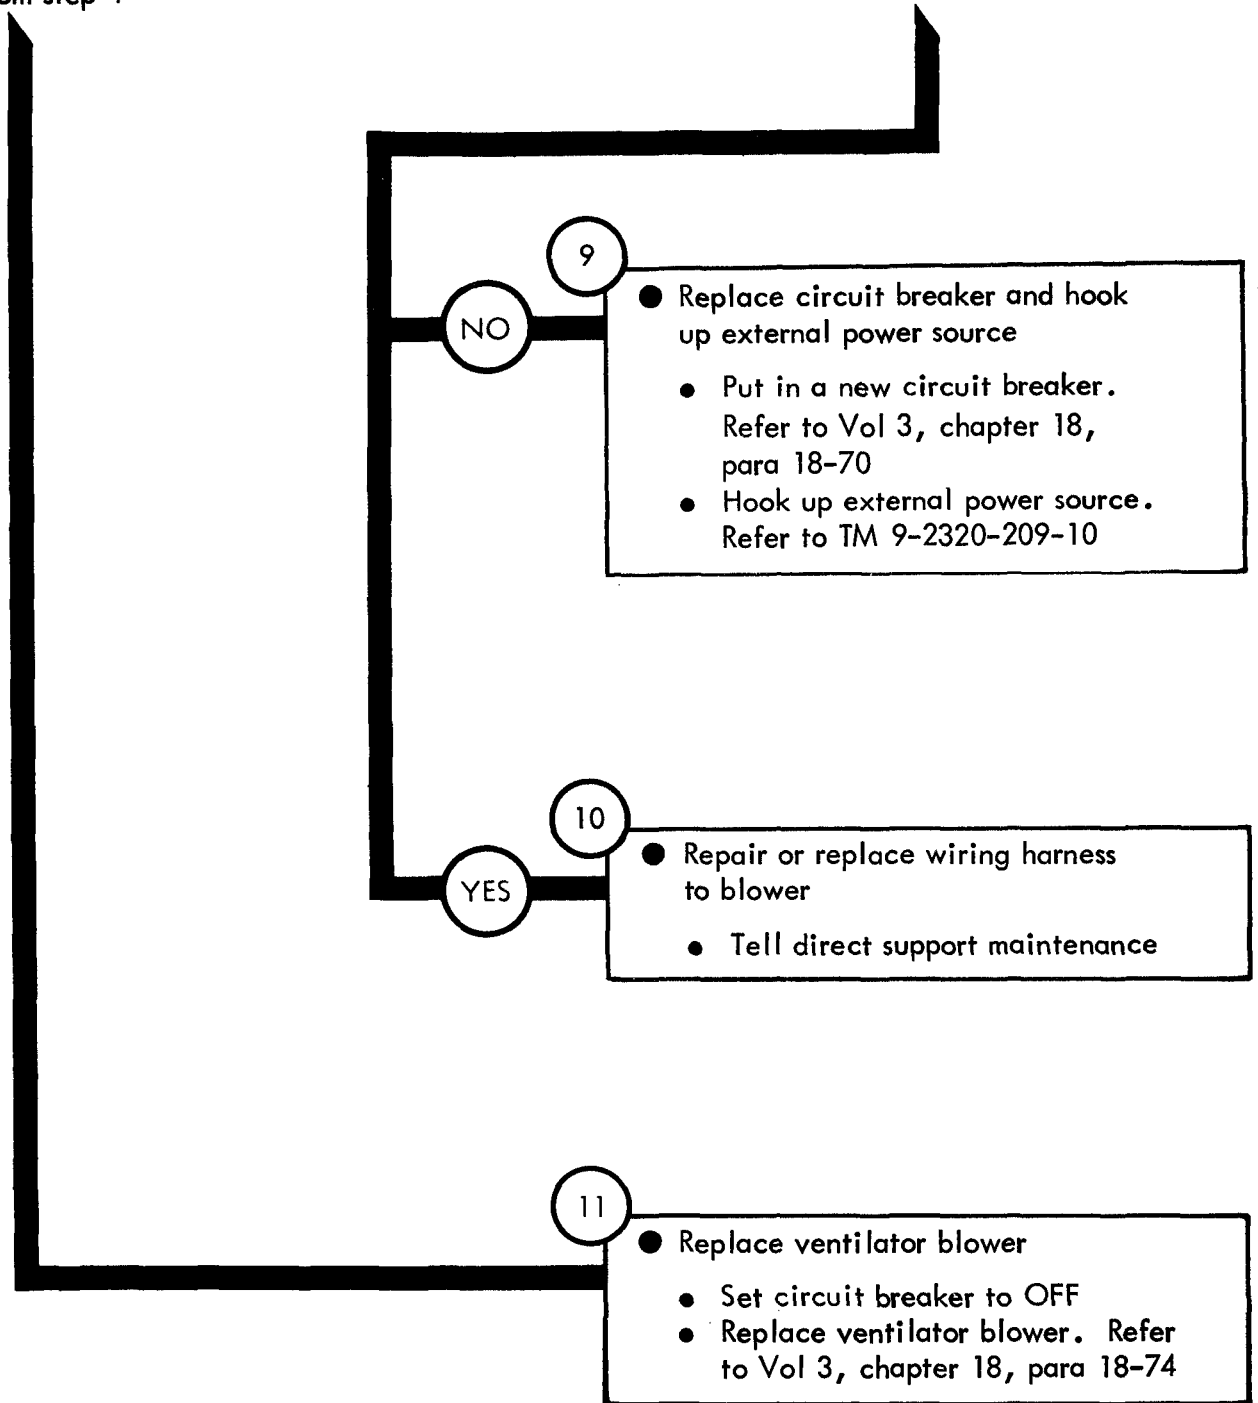 step
9
● Replace circuit breaker and hook
up external power source
NO
● Put in a new circuit breaker.
Refer to Vol 3, chapter 18,
para 18-70
● Hook up external power source.
Refer to TM 9-2320-209-10
10
● Repair or replace wiring harness
to blower
YES
● Tell direct support maintenance
11
● Replace ventilator blower
● Set circuit breaker to OFF
● Replace ventilator blower. Refer
to Vol 3, chapter 18, para 18-74